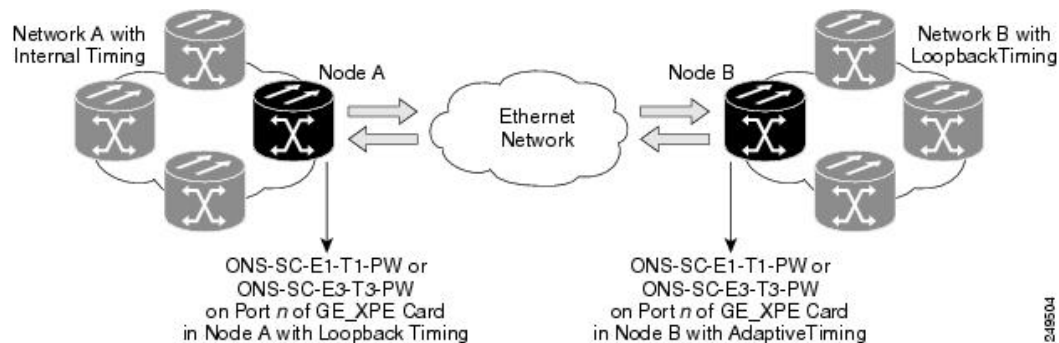 Network A with
Internal Timing
Node A
Ethernet
Network
Node B
Network B with
LoopbackTiming
ONS-SC-E1-T1-PW or
ONS-SC-E3-T3-PW
on Port n of GE_XPE Card
in Node A with Loopback Timing
ONS-SC-E1-T1-PW or
ONS-SC-E3-T3-PW
on Port n of GE_XPE Card
in Node B with AdaptiveTiming
249504